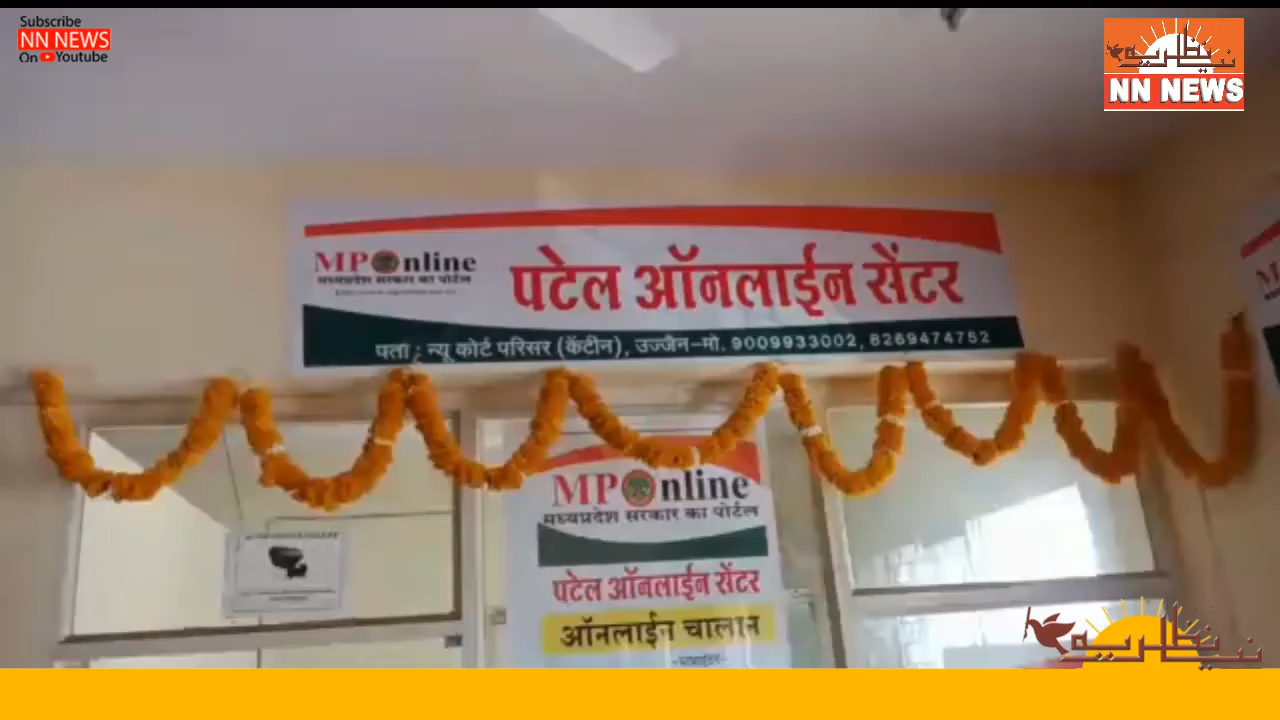 Subscribe
NN NEWS
On Youtube
NN NEWS
MPOnline
मध्यप्रदेश सरकार का पोर्टल
पटेल ऑनलाईन सेंटर
पता : न्यू कोर्ट परिसर (केंटीन), उज्जैन-मो. 9009933002, 8269474752
MPOnline
मध्यप्रदेश सरकार का पोर्टल
पटेल ऑनलाईन सेंटर
ऑनलाईन चालान